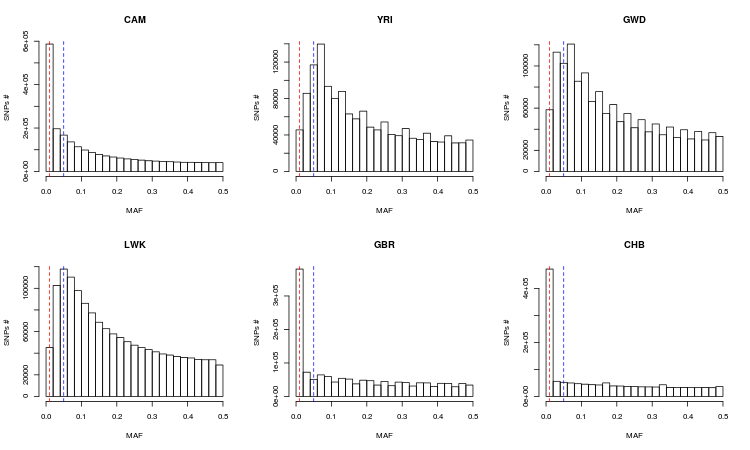 CAM
SNPs #
0e+00 2e+05 4e+05 6e+05
0.0 0.1 0.2 0.3 0.4 0.5
MAF
YRI
SNPs #
0 40000 80000 120000
0.0 0.1 0.2 0.3 0.4 0.5
MAF
GWD
SNPs #
0 20000 60000 100000
0.0 0.1 0.2 0.3 0.4 0.5
MAF
LWK
SNPs #
0 20000 60000 100000
0.0 0.1 0.2 0.3 0.4 0.5
MAF
GBR
SNPs #
0e+00 1e+05 2e+05 3e+05
0.0 0.1 0.2 0.3 0.4 0.5
MAF
CHB
SNPs #
0e+00 2e+05 4e+05
0.0 0.1 0.2 0.3 0.4 0.5
MAF